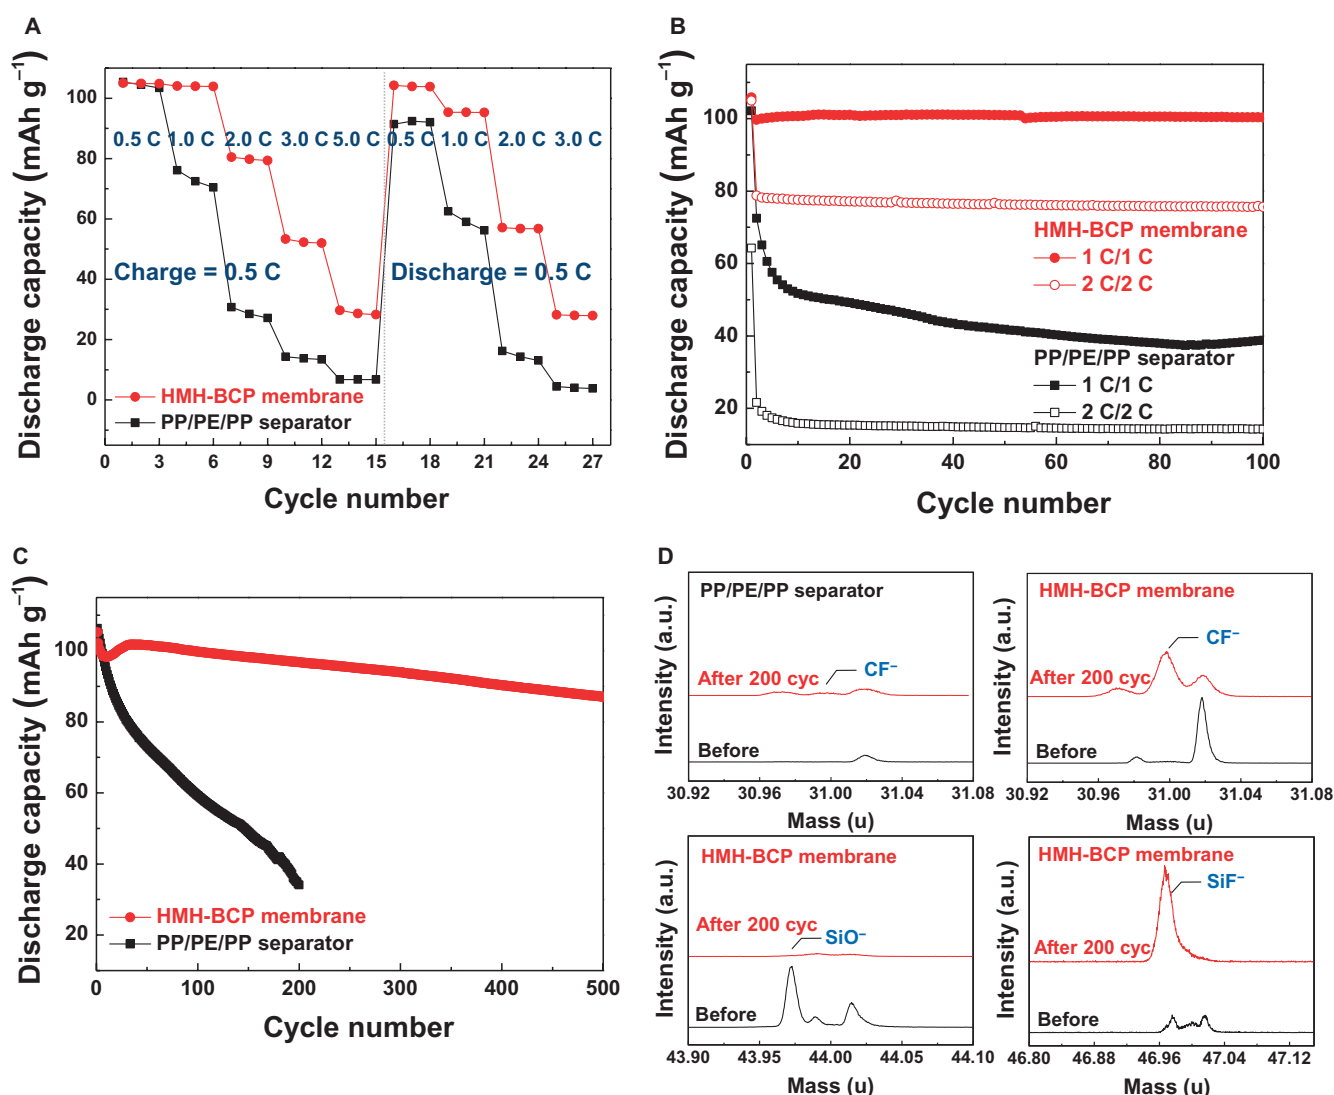 A
Discharge capacity (mAh g⁻¹)
100
80
60
40
20
0
0.5 C 1.0 C 2.0 C 3.0 C 5.0 C 0.5 C 1.0 C 2.0 C 3.0 C
Charge = 0.5 C Discharge = 0.5 C
HMH-BCP membrane
PP/PE/PP separator
0 3 6 9 12 15 18 21 24 27
Cycle number
B
Discharge capacity (mAh g⁻¹)
100
80
60
40
20
HMH-BCP membrane
1 C/1 C
2 C/2 C
PP/PE/PP separator
1 C/1 C
2 C/2 C
0 20 40 60 80 100
Cycle number
C
Discharge capacity (mAh g⁻¹)
100
80
60
40
20
HMH-BCP membrane
PP/PE/PP separator
0 100 200 300 400 500
Cycle number
D
Intensity (a.u.)
PP/PE/PP separator
CF⁻
After 200 cyc
Before
30.92 30.96 31.00 31.04 31.08
Mass (u)
Intensity (a.u.)
HMH-BCP membrane
CF⁻
After 200 cyc
Before
30.92 30.96 31.00 31.04 31.08
Mass (u)
Intensity (a.u.)
HMH-BCP membrane
After 200 cyc
SiO⁻
Before
43.90 43.95 44.00 44.05 44.10
Mass (u)
Intensity (a.u.)
HMH-BCP membrane
SiF⁻
After 200 cyc
Before
46.80 46.88 46.96 47.04 47.12
Mass (u)